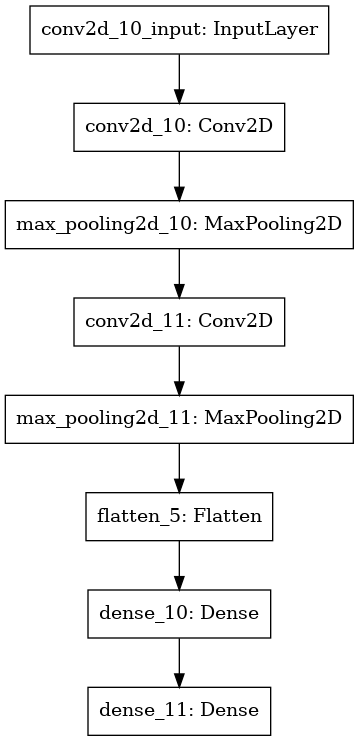 conv2d_10_input: InputLayer
conv2d_10: Conv2D
max_pooling2d_10: MaxPooling2D
conv2d_11: Conv2D
max_pooling2d_11: MaxPooling2D
flatten_5: Flatten
dense_10: Dense
dense_11: Dense